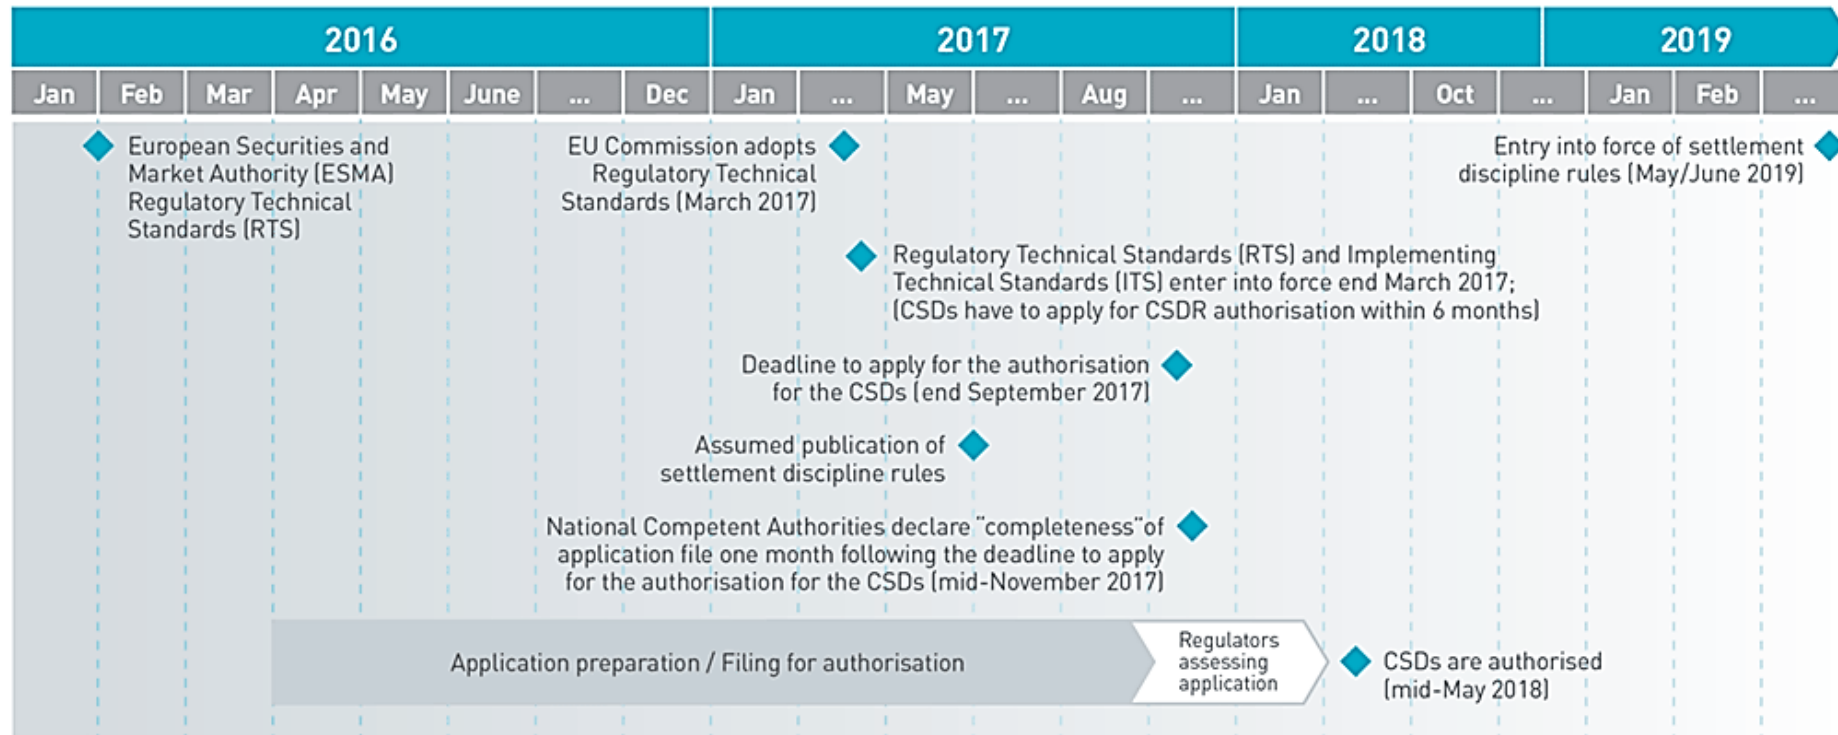 2016 2017 2018 2019
Jan Feb Mar Apr May June ... Dec Jan ... May ... Aug ... Jan ... Oct ... Jan Feb ...
European Securities and
Market Authority (ESMA)
Regulatory Technical
Standards (RTS)
EU Commission adopts
Regulatory Technical
Standards (March 2017)
Entry into force of settlement
discipline rules (May/June 2019)
Regulatory Technical Standards (RTS) and Implementing
Technical Standards (ITS) enter into force end March 2017;
(CSDs have to apply for CSDR authorisation within 6 months)
Deadline to apply for the authorisation
for the CSDs (end September 2017)
Assumed publication of
settlement discipline rules
National Competent Authorities declare "completeness"of
application file one month following the deadline to apply
for the authorisation for the CSDs (mid-November 2017)
Application preparation / Filing for authorisation
Regulators
assessing
application
CSDs are authorised
(mid-May 2018)